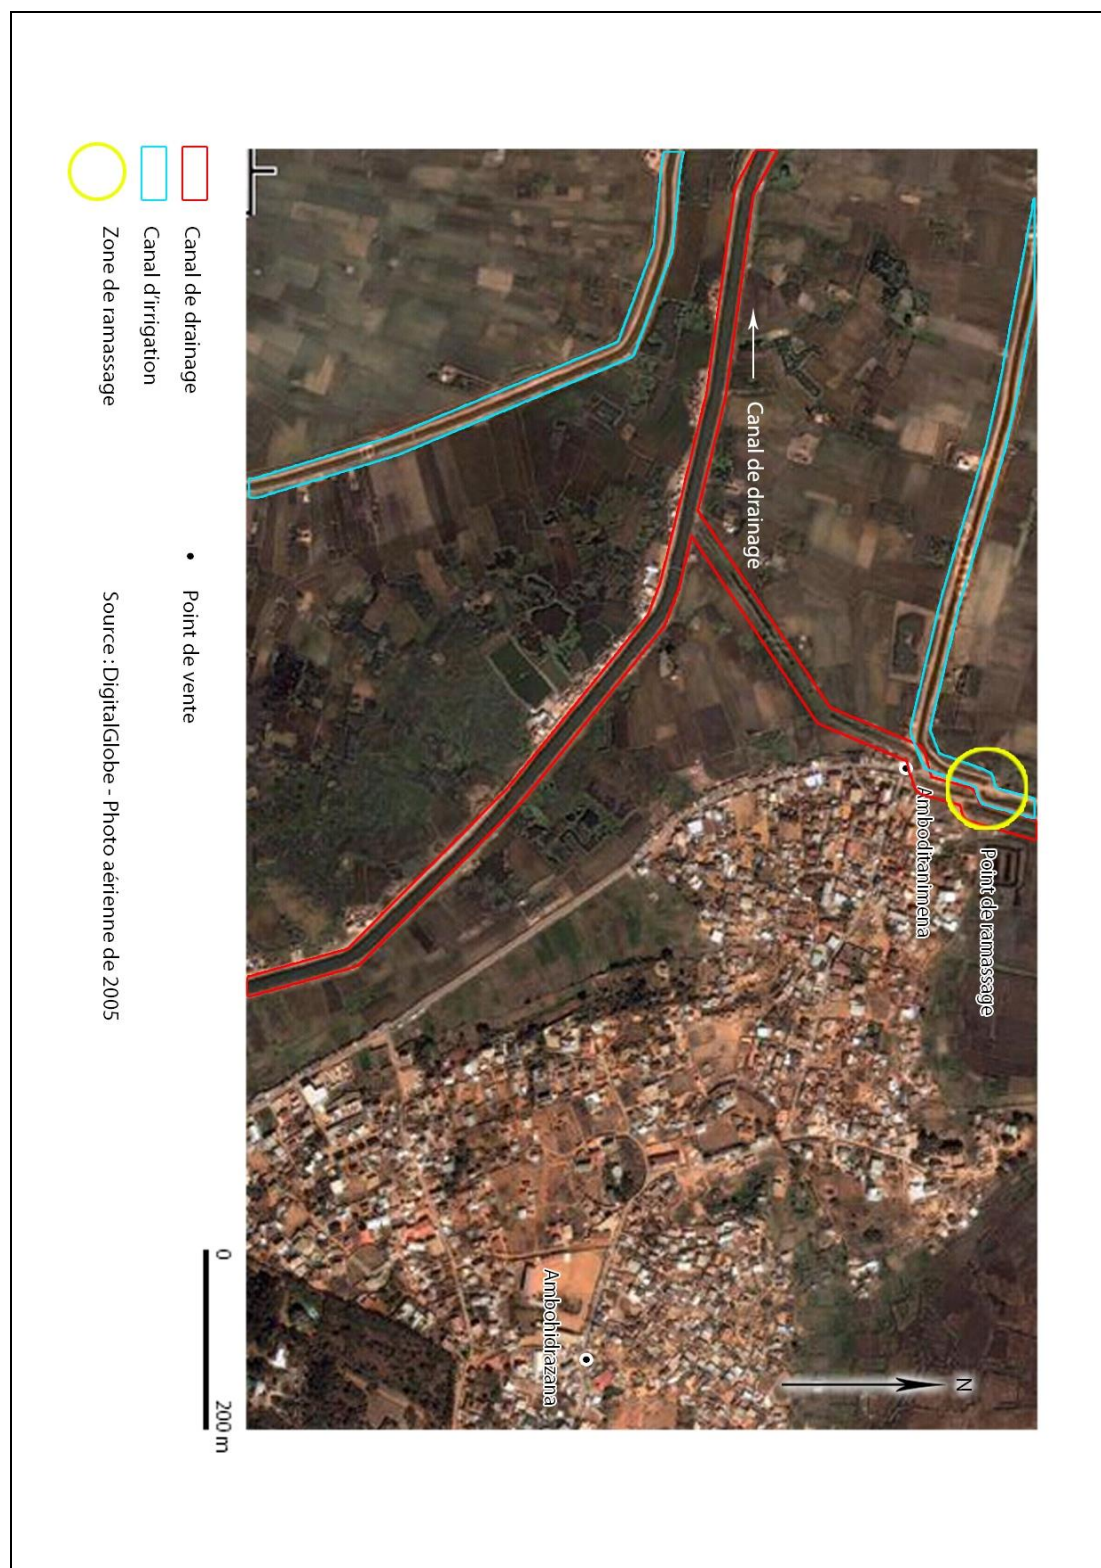 N
Point de ramassage
Amboditanimena
Canal de drainage
Ambohidrazana
0
200 m
Canal de drainage
Canal d'irrigation
Zone de ramassage
Point de vente
Source : DigitalGlobe - Photo aérienne de 2005